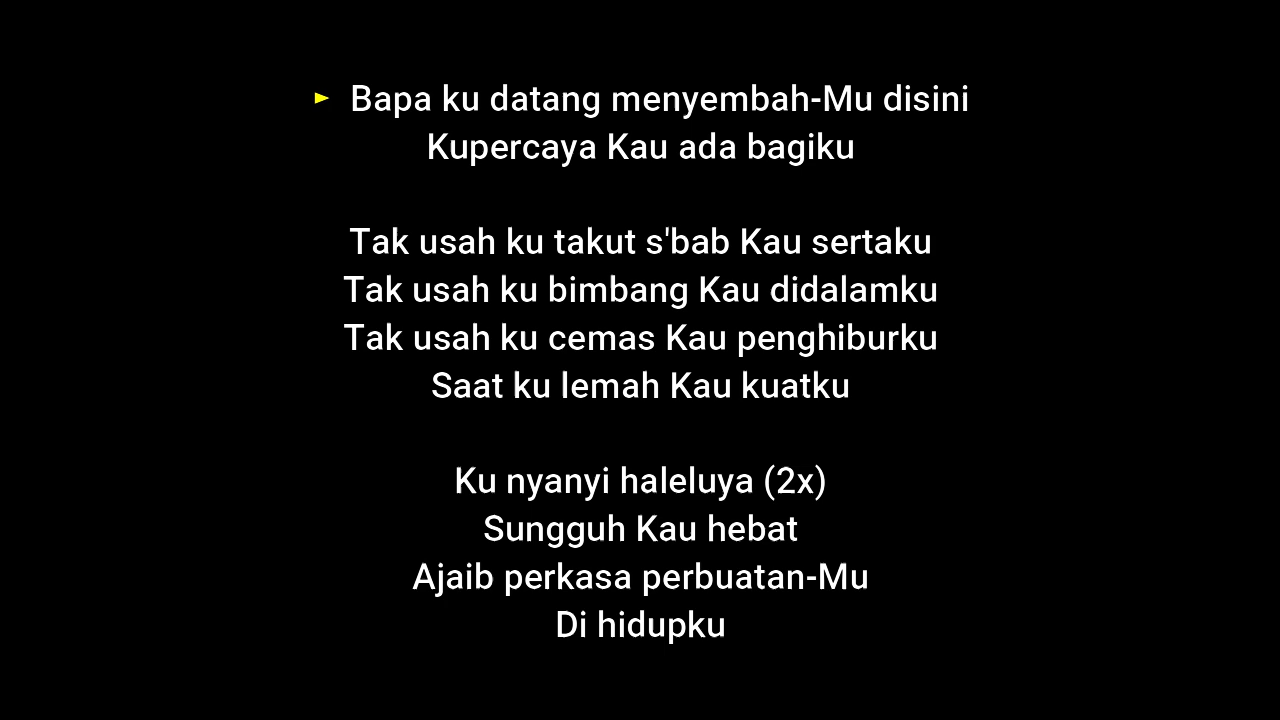 ► Bapa ku datang menyembah-Mu disini
Kupercaya Kau ada bagiku
Tak usah ku takut s'bab Kau sertaku
Tak usah ku bimbang Kau didalamku
Tak usah ku cemas Kau penghiburku
Saat ku lemah Kau kuatku
Ku nyanyi haleluya (2x)
Sungguh Kau hebat
Ajaib perkasa perbuatan-Mu
Di hidupku